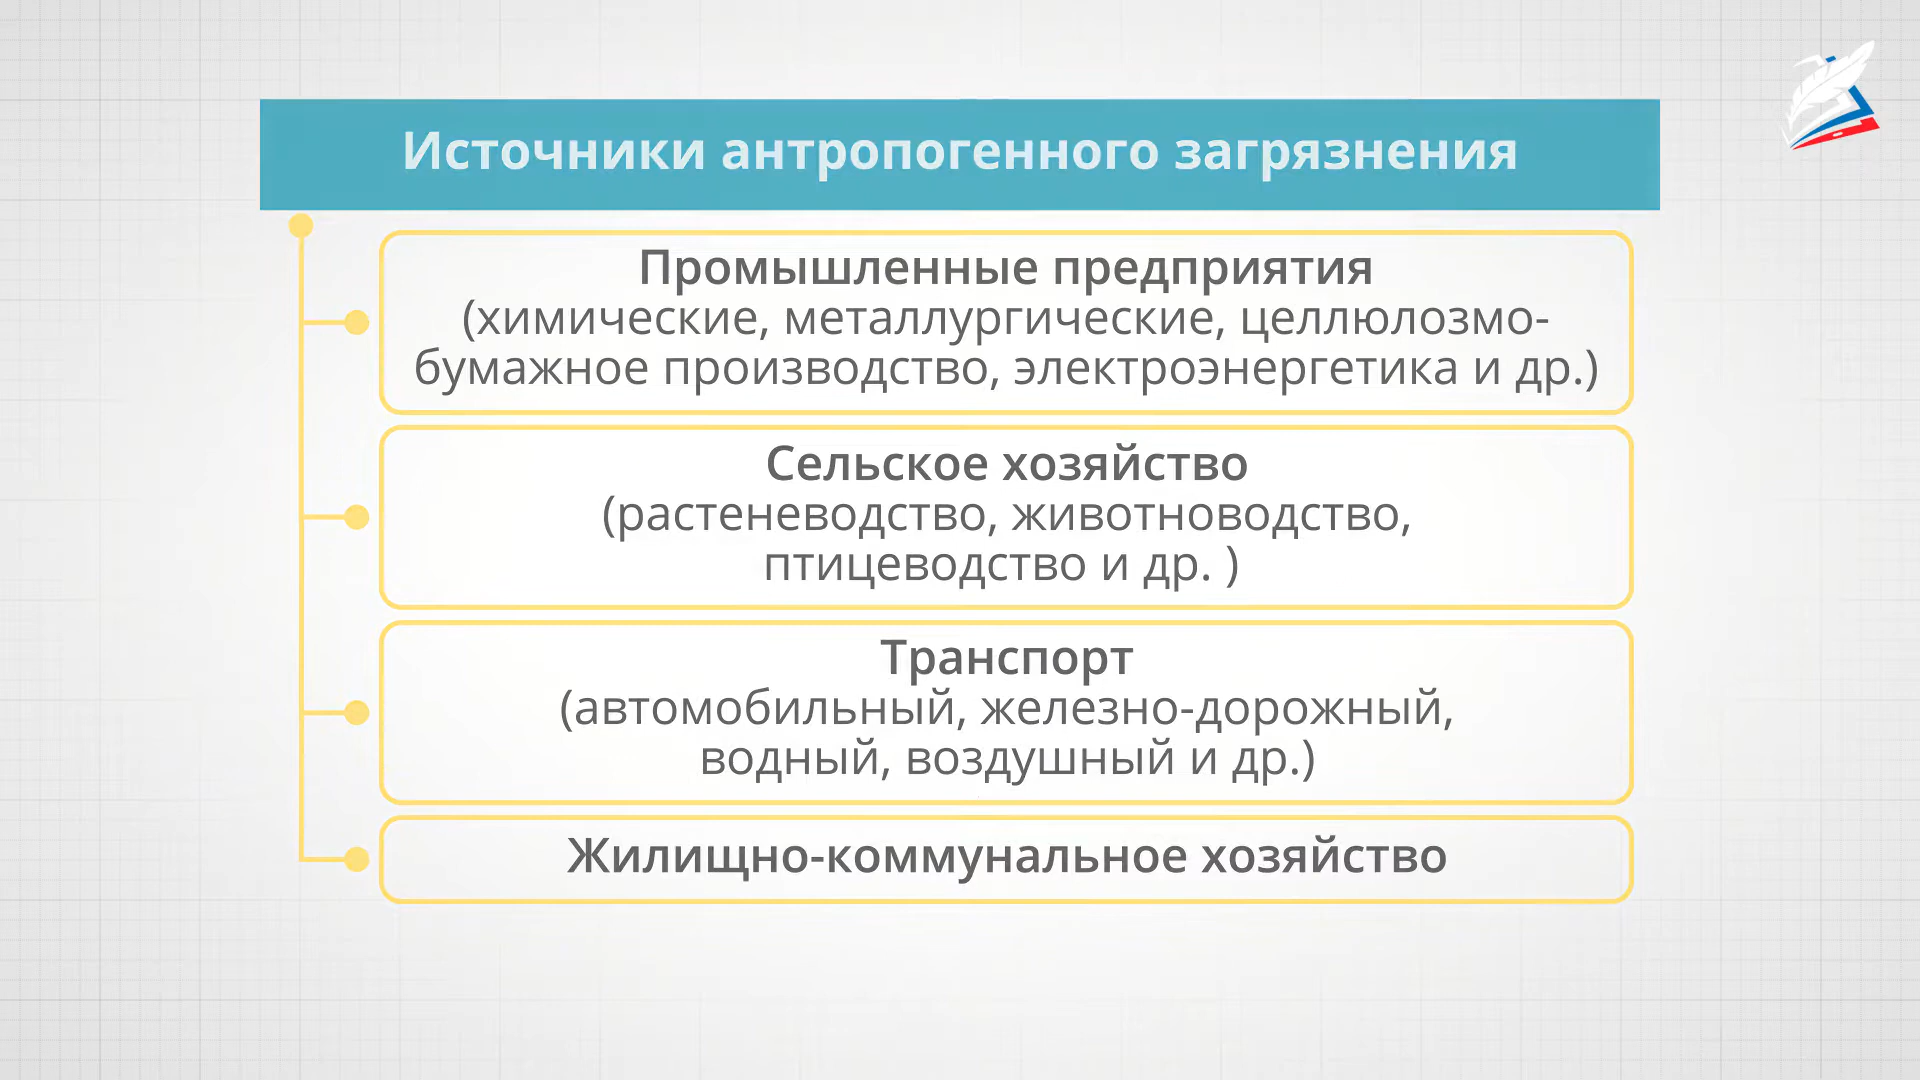 Источники антропогенного загрязнения
Промышленные предприятия
(химические, металлургические, целлюлозмо-
бумажное производство, электроэнергетика и др.)
Сельское хозяйство
(растеневодство, животноводство,
птицеводство и др. )
Транспорт
(автомобильный, железно-дорожный,
водный, воздушный и др.)
Жилищно-коммунальное хозяйство